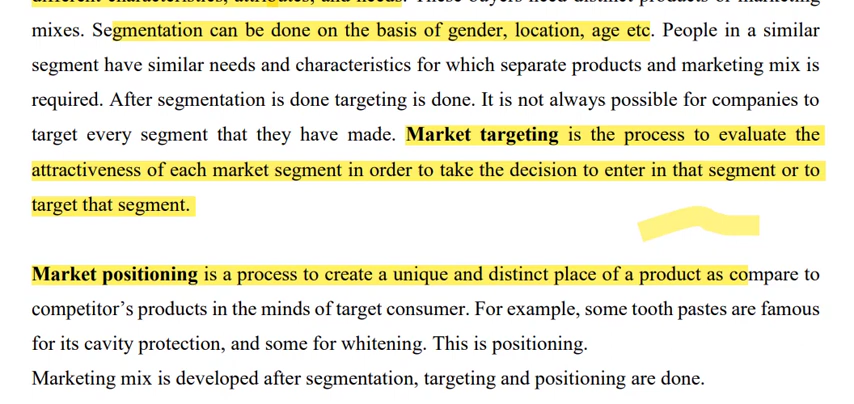 mixes. Segmentation can be done on the basis of gender, location, age etc. People in a similar
segment have similar needs and characteristics for which separate products and marketing mix is
required. After segmentation is done targeting is done. It is not always possible for companies to
target every segment that they have made. Market targeting is the process to evaluate the
attractiveness of each market segment in order to take the decision to enter in that segment or to
target that segment.
Market positioning is a process to create a unique and distinct place of a product as compare to
competitor’s products in the minds of target consumer. For example, some tooth pastes are famous
for its cavity protection, and some for whitening. This is positioning.
Marketing mix is developed after segmentation, targeting and positioning are done.